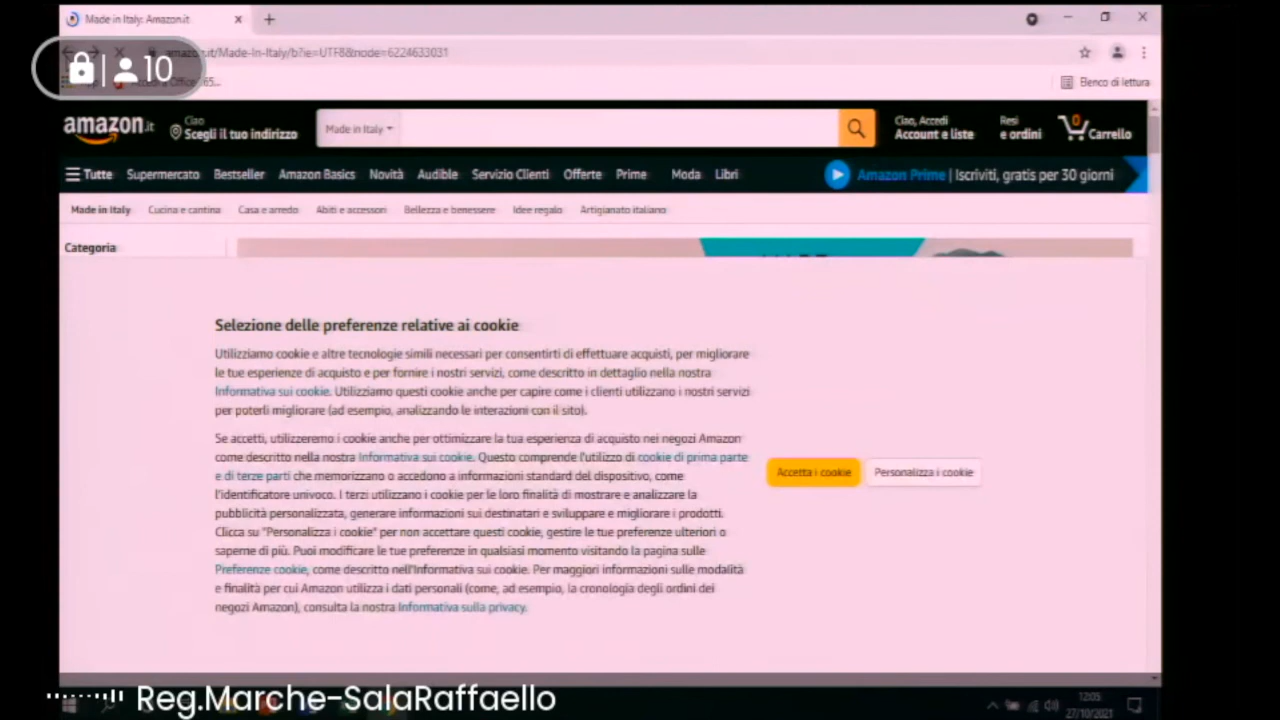 Made in Italy: Amazon.it
amazon.it/Made-In-Italy/b?ie=UTF8&node=6224633031
10
Elenco di lettura
amazon.it
Ciao
Scegli il tuo indirizzo
Made in Italy
Ciao, Accedi
Account e liste
Resi
e ordini
0
Carrello
Tutte Supermercato Bestseller Amazon Basics Novità Audible Servizio Clienti Offerte Prime Moda Libri
Amazon Prime | Iscriviti, gratis per 30 giorni
Made in Italy Cucina e cantina Casa e arredo Abiti e accessori Bellezza e benessere Idee regalo Artigianato italiano
Categoria
Selezione delle preferenze relative ai cookie
Utilizziamo cookie e altre tecnologie simili necessari per consentirti di effettuare acquisti, per migliorare
le tue esperienze di acquisto e per fornire i nostri servizi, come descritto in dettaglio nella nostra
Informativa sui cookie. Utilizziamo questi cookie anche per capire come i clienti utilizzano i nostri servizi
per poterli migliorare (ad esempio, analizzando le interazioni con il sito).
Se accetti, utilizzeremo i cookie anche per ottimizzare la tua esperienza di acquisto nei negozi Amazon
come descritto nella nostra Informativa sui cookie. Questo comprende l'utilizzo di cookie di prima parte
e di terze parti che memorizzano o accedono a informazioni standard del dispositivo, come
l'identificatore univoco. I terzi utilizzano i cookie per le loro finalità di mostrare e analizzare la
pubblicità personalizzata, generare informazioni sui destinatari e sviluppare e migliorare i prodotti.
Clicca su "Personalizza i cookie" per non accettare questi cookie, gestire le tue preferenze ulteriori o
saperne di più. Puoi modificare le tue preferenze in qualsiasi momento visitando la pagina sulle
Preferenze cookie, come descritto nell'Informativa sui cookie. Per maggiori informazioni sulle modalità
e finalità per cui Amazon utilizza i dati personali (come, ad esempio, la cronologia degli ordini dei
negozi Amazon), consulta la nostra Informativa sulla privacy.
Accetta i cookie
Personalizza i cookie
Reg.Marche-SalaRaffaello
12:05
27/10/2021